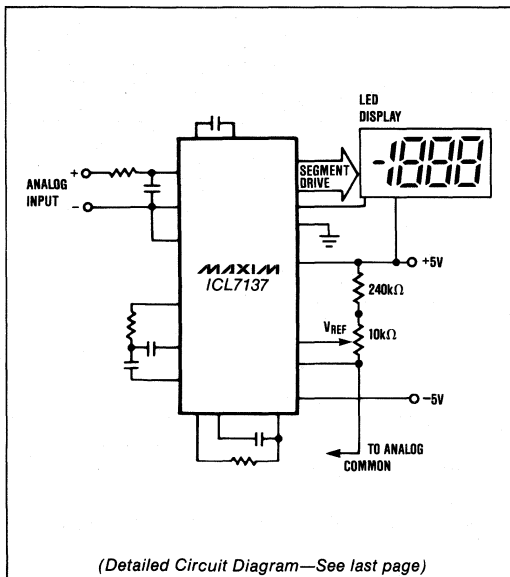 LED
DISPLAY
-1888
SEGMENT
DRIVE
+
ANALOG
INPUT
-
MAXIM
ICL7137
+5V
240kΩ
VREF
10kΩ
-5V
TO ANALOG
COMMON
(Detailed Circuit Diagram—See last page)